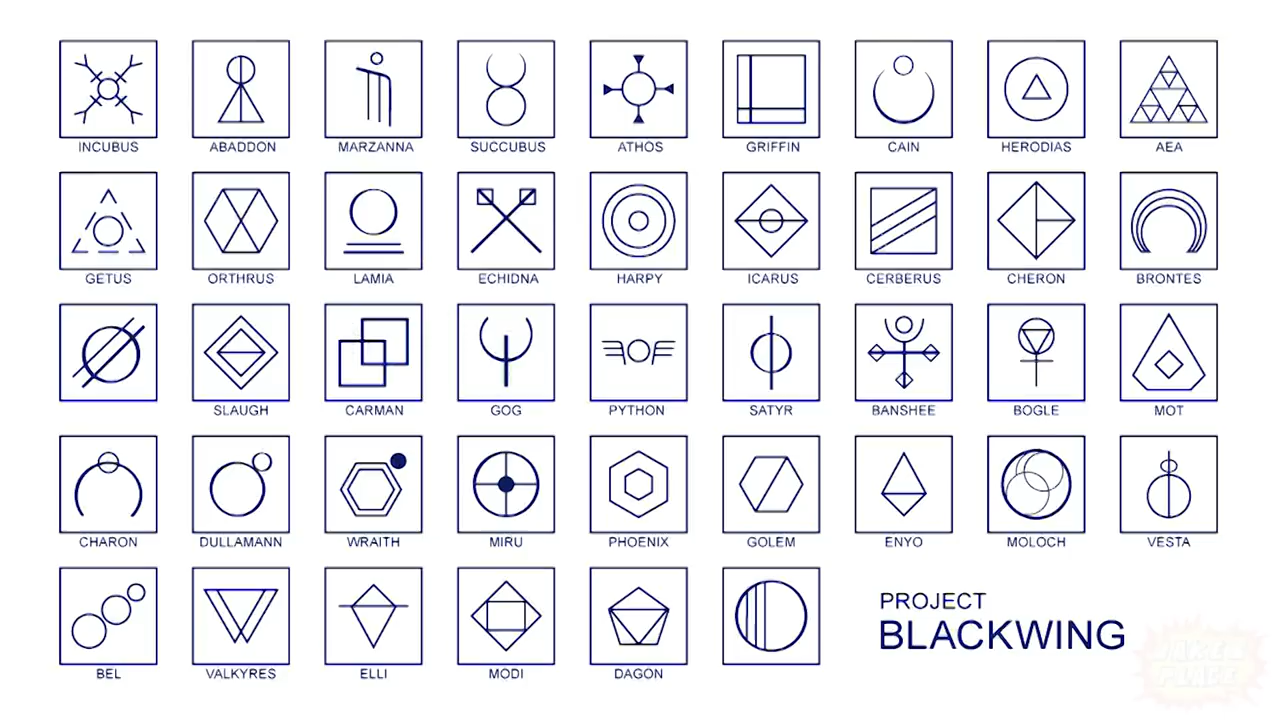 INCUBUS ABADDON MARZANNA SUCCUBUS ATHOS GRIFFIN CAIN HERODIAS AEA
GETUS ORTHRUS LAMIA ECHIDNA HARPY ICARUS CERBERUS CHERON BRONTES
SLAUGH CARMAN GOG PYTHON SATYR BANSHEE BOGLE MOT
CHARON DULLAMANN WRAITH MIRU PHOENIX GOLEM ENYO MOLOCH VESTA
PROJECT
BLACKWING
BEL VALKYRES ELLI MODI DAGON